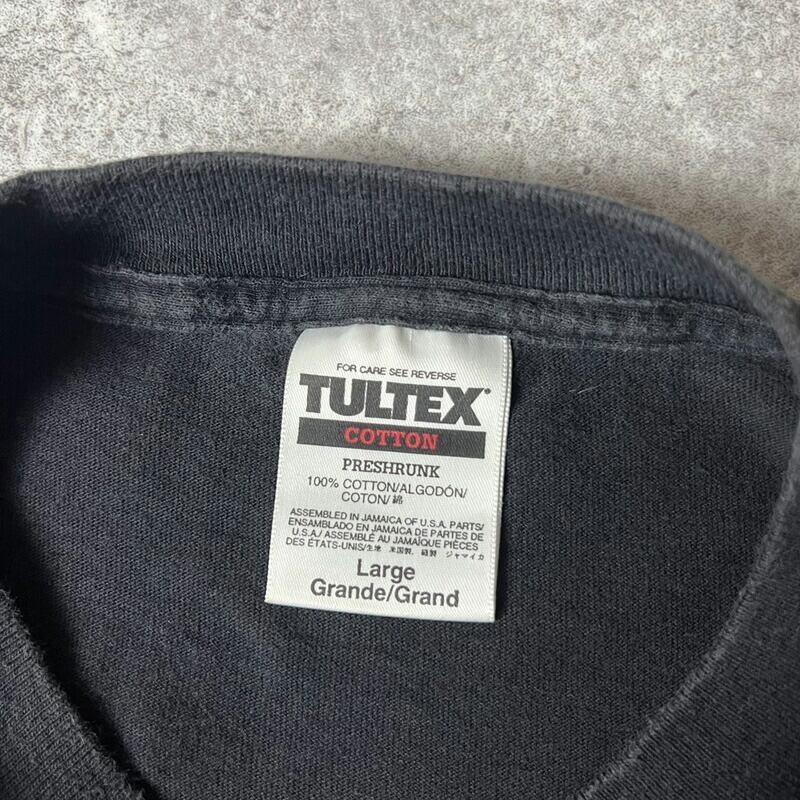 FOR CARE SEE REVERSE
TULTEX®
COTTON
PRESHRUNK
100% COTTON/ALGODÓN/
COTON/綿
ASSEMBLED IN JAMAICA OF U.S.A. PARTS/
ENSAMBLADO EN JAMAICA DE PARTES DE
U.S.A./ASSEMBLÉ AU JAMAÏQUE PIÈCES
DES ÉTATS-UNIS/生地 米国製, 縫製 ジャマイカ
Large
Grande/Grand